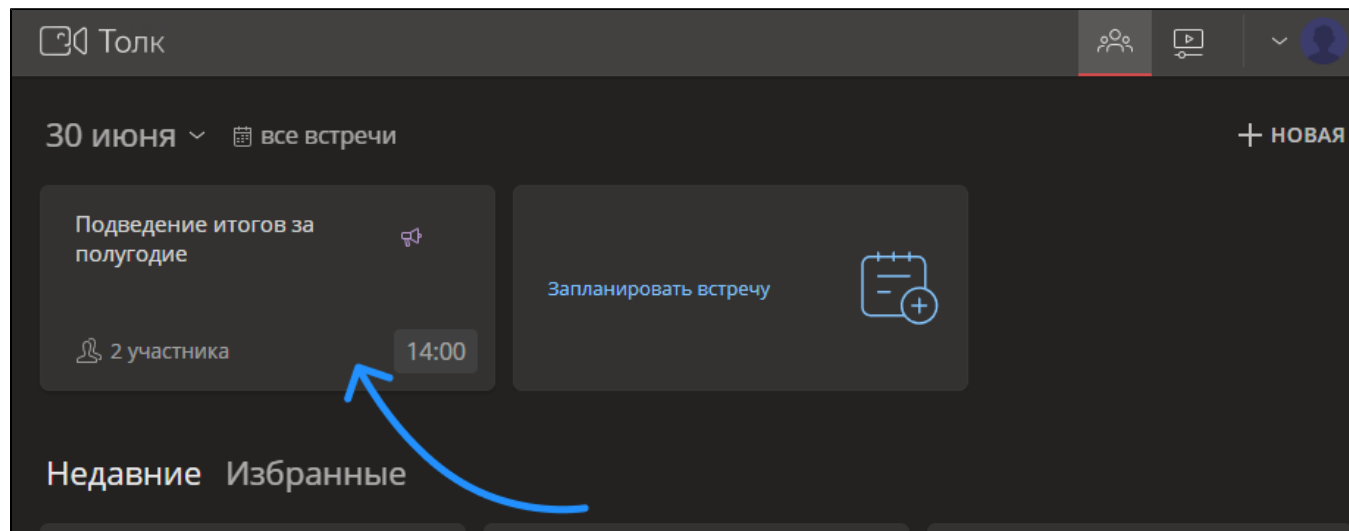 Толк
30 июня
все встречи
НОВАЯ
Подведение итогов за
полугодие
2 участника
14:00
Запланировать встречу
Недавние
Избранные